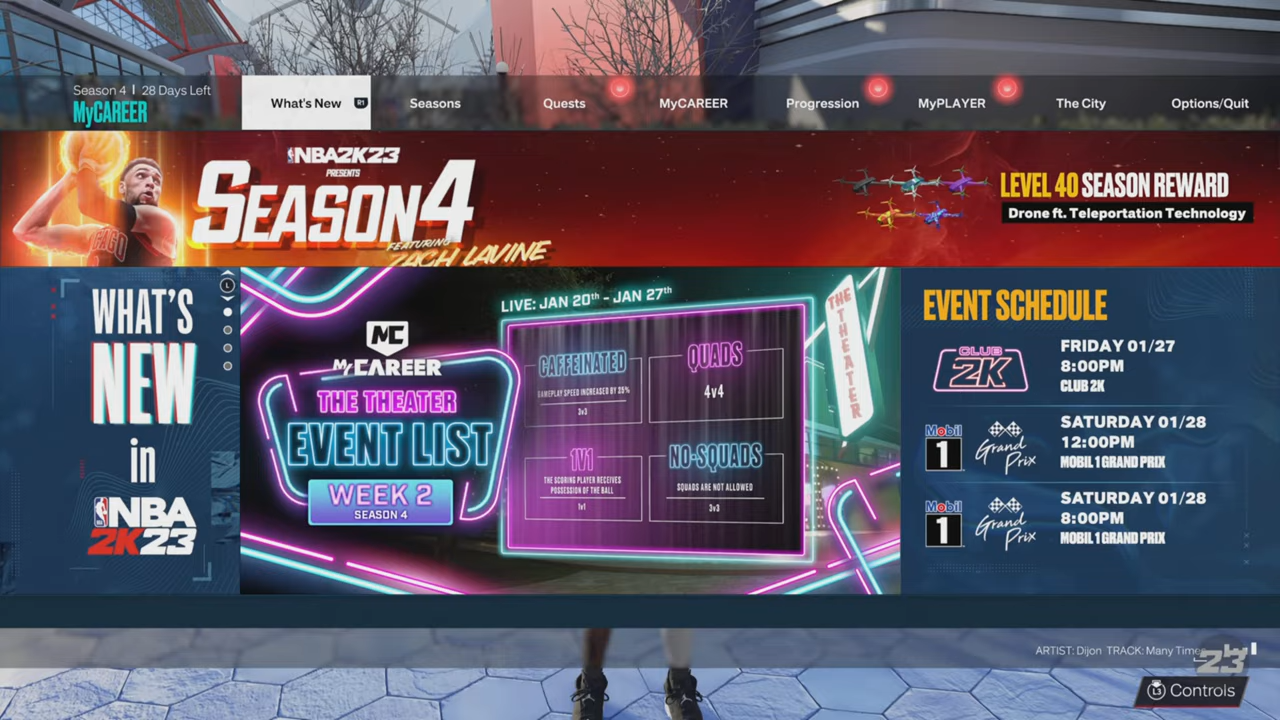 Season 4 | 28 Days Left
MyCAREER
What's New R1
Seasons
Quests
MyCAREER
Progression
MyPLAYER
The City
Options/Quit
NBA2K23
PRESENTS
SEASON 4
FEATURING
ZACH LAVINE
LEVEL 40 SEASON REWARD
Drone ft. Teleportation Technology
WHAT'S
NEW
in
NBA
2K23
L
MC
MyCAREER
THE THEATER
EVENT LIST
WEEK 2
SEASON 4
LIVE: JAN 20th - JAN 27th
CAFFEINATED
GAMEPLAY SPEED INCREASED BY 25%
3v3
QUADS
4v4
1V1
THE SCORING PLAYER RECEIVES
POSSESSION OF THE BALL
1v1
NO-SQUADS
SQUADS ARE NOT ALLOWED
3v3
THE THEATER
EVENT SCHEDULE
CLUB
2K
FRIDAY 01/27
8:00PM
CLUB 2K
Mobil
1
Grand
Prix
SATURDAY 01/28
12:00PM
MOBIL 1 GRAND PRIX
Mobil
1
Grand
Prix
SATURDAY 01/28
8:00PM
MOBIL 1 GRAND PRIX
ARTIST: Dijon TRACK: Many Times
23
Controls